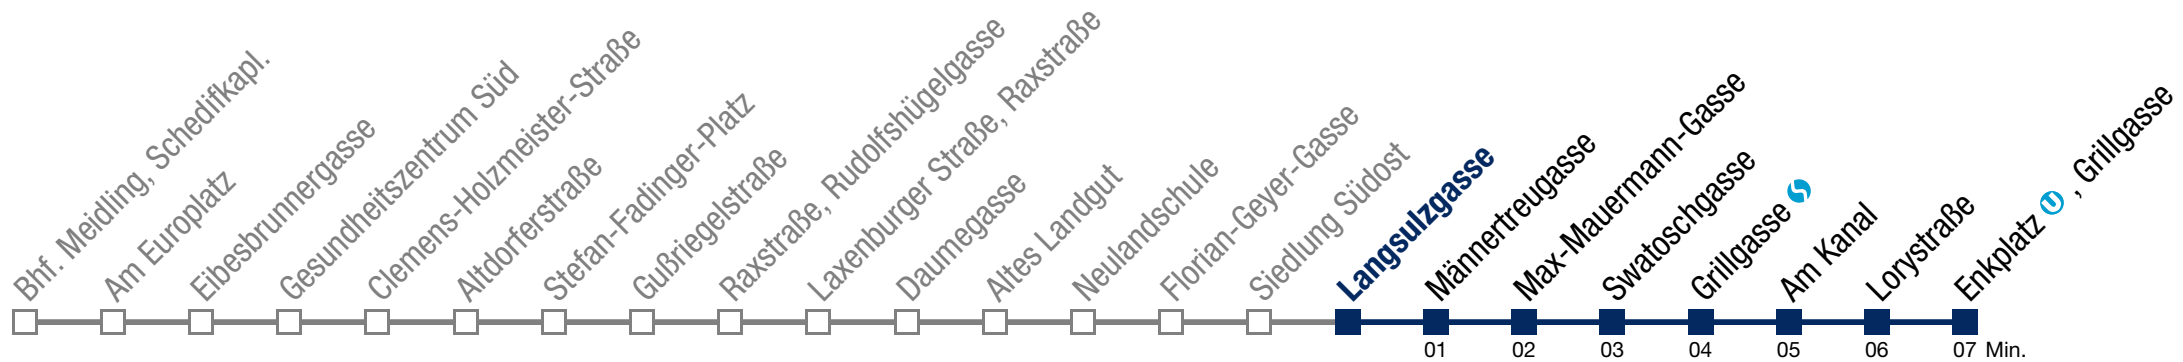 Bhf. Meidling, Schedifkapl.
Am Europlatz
Eibesbrunnergasse
Gesundheitszentrum Süd
Clemens-Holzmeister-Straße
Altdorferstraße
Stefan-Fadinger-Platz
Gußriegelstraße
Raxstraße, Rudolfshügelgasse
Laxenburger Straße, Raxstraße
Daumegasse
Altes Landgut
Neulandschule
Florian-Geyer-Gasse
Siedlung Südost
Langsulzgasse
Männertreugasse
Max-Mauermann-Gasse
Swatoschgasse
Grillgasse S
Am Kanal
Lorystraße
Enkplatz U , Grillgasse
01 02 03 04 05 06 07 Min.